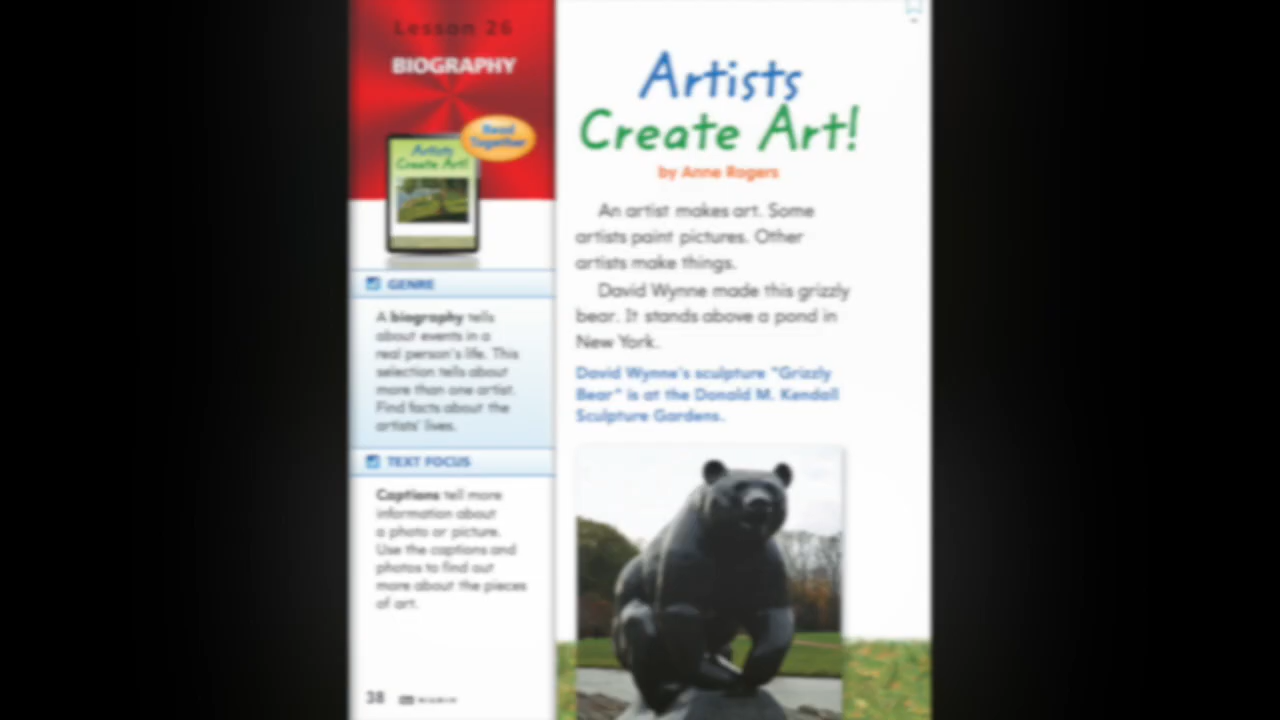 Lesson 26
BIOGRAPHY
Read
Together
Artists
Create Art!
GENRE
A biography tells
about events in a
real person's life. This
selection tells about
more than one artist.
Find facts about the
artists' lives.
TEXT FOCUS
Captions tell more
information about
a photo or picture.
Use the captions and
photos to find out
more about the pieces
of art.
38
Artists
Create Art!
by Anne Rogers
An artist makes art. Some
artists paint pictures. Other
artists make things.
David Wynne made this grizzly
bear. It stands above a pond in
New York.
David Wynne's sculpture "Grizzly
Bear" is at the Donald M. Kendall
Sculpture Gardens.